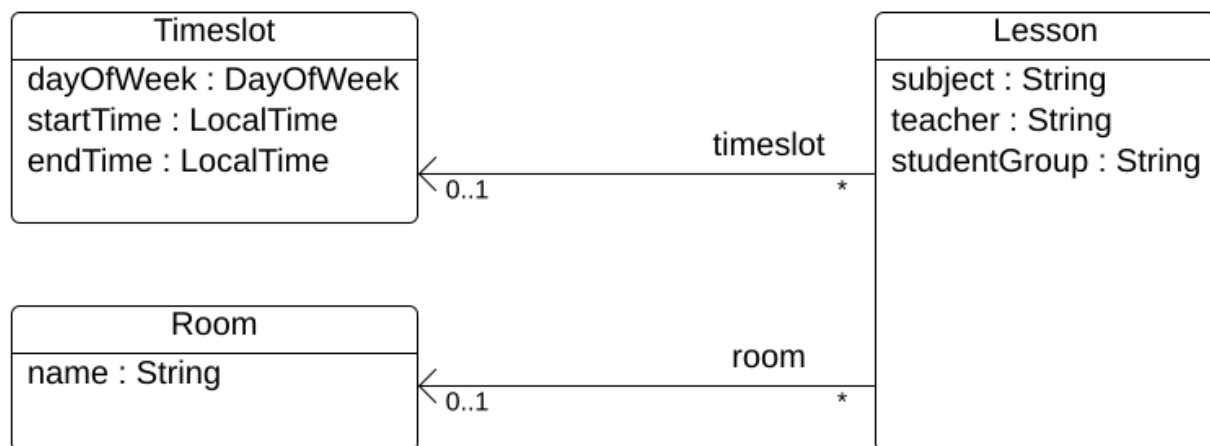 Timeslot
dayOfWeek : DayOfWeek
startTime : LocalTime
endTime : LocalTime
Lesson
subject : String
teacher : String
studentGroup : String
timeslot
0..1
*
Room
name : String
room
0..1
*